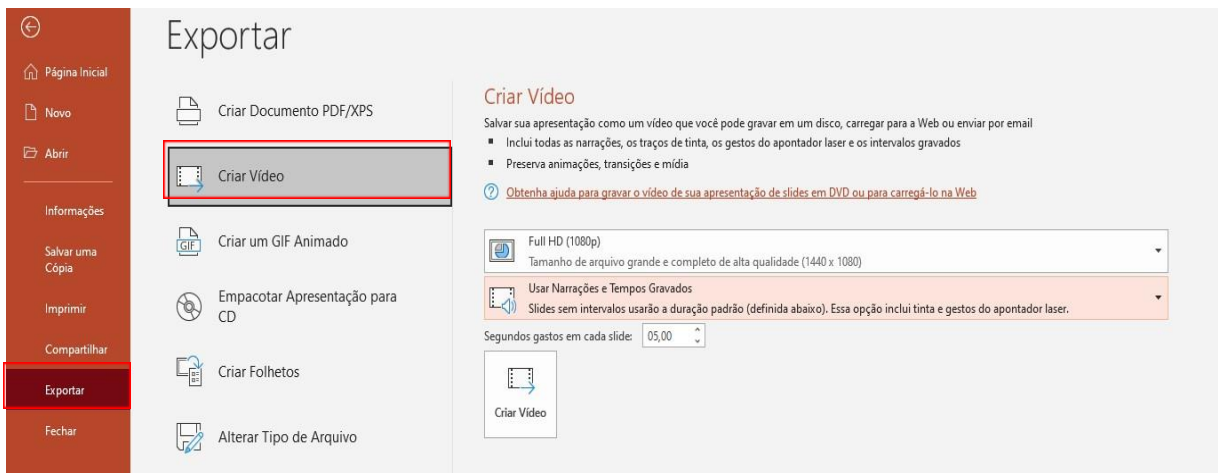 Exportar
Página Inicial
Novo
Abrir
Informações
Salvar uma
Cópia
Imprimir
Compartilhar
Exportar
Fechar
Criar Documento PDF/XPS
Criar Vídeo
Criar um GIF Animado
GIF
Empacotar Apresentação para
CD
Criar Folhetos
Alterar Tipo de Arquivo
Criar Vídeo
Salvar sua apresentação como um vídeo que você pode gravar em um disco, carregar para a Web ou enviar por email
▪ Inclui todas as narrações, os traços de tinta, os gestos do apontador laser e os intervalos gravados
▪ Preserva animações, transições e mídia
? Obtenha ajuda para gravar o vídeo de sua apresentação de slides em DVD ou para carregá-lo na Web
Full HD (1080p)
Tamanho de arquivo grande e completo de alta qualidade (1440 x 1080)
Usar Narrações e Tempos Gravados
Slides sem intervalos usarão a duração padrão (definida abaixo). Essa opção inclui tinta e gestos do apontador laser.
Segundos gastos em cada slide: 05,00
Criar Vídeo